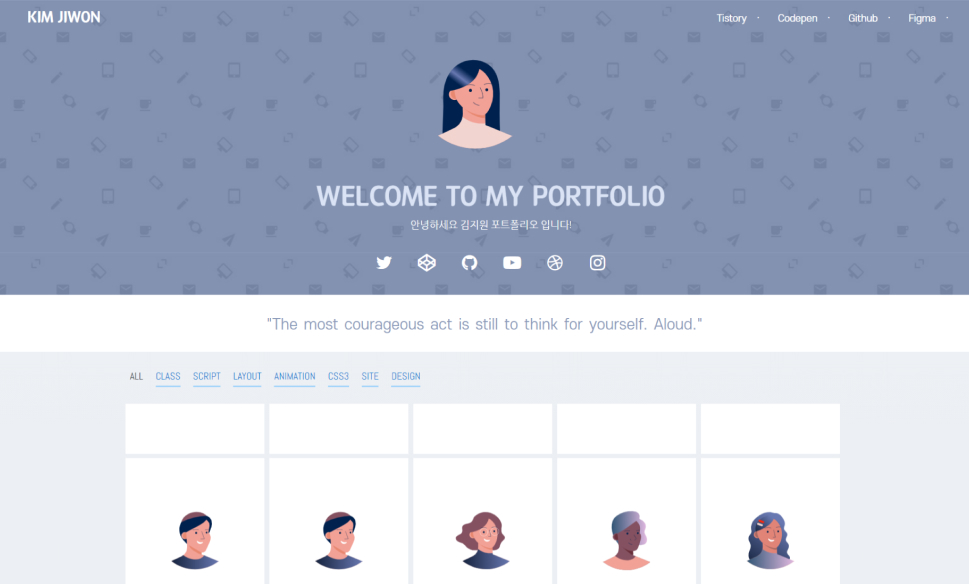 KIM JIWON
Tistory · Codepen · Github · Figma ·
WELCOME TO MY PORTFOLIO
안녕하세요 김지원 포트폴리오 입니다!
"The most courageous act is still to think for yourself. Aloud."
ALL CLASS SCRIPT LAYOUT ANIMATION CSS3 SITE DESIGN